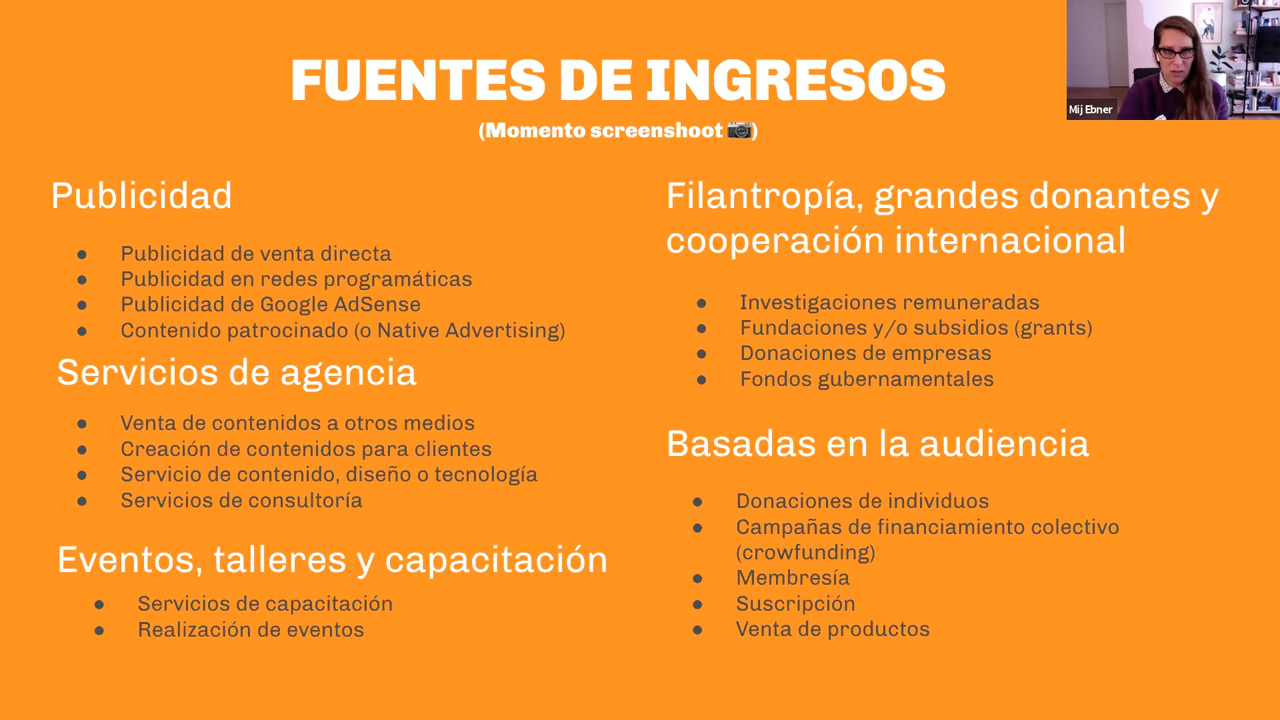 FUENTES DE INGRESOS
(Momento screenshoot 📷)
Mij Ebner
Publicidad
● Publicidad de venta directa
● Publicidad en redes programáticas
● Publicidad de Google AdSense
● Contenido patrocinado (o Native Advertising)
Servicios de agencia
● Venta de contenidos a otros medios
● Creación de contenidos para clientes
● Servicio de contenido, diseño o tecnología
● Servicios de consultoría
Eventos, talleres y capacitación
● Servicios de capacitación
● Realización de eventos
Filantropía, grandes donantes y
cooperación internacional
● Investigaciones remuneradas
● Fundaciones y/o subsidios (grants)
● Donaciones de empresas
● Fondos gubernamentales
Basadas en la audiencia
● Donaciones de individuos
● Campañas de financiamiento colectivo
(crowfunding)
● Membresía
● Suscripción
● Venta de productos